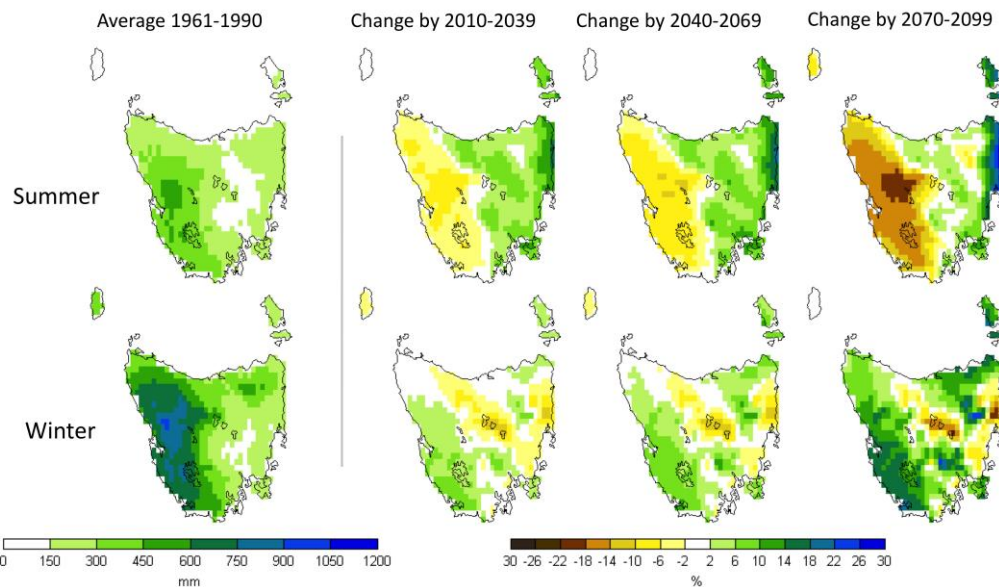 Average 1961-1990 Change by 2010-2039 Change by 2040-2069 Change by 2070-2099
Summer
Winter
0 150 300 450 600 750 900 1050 1200
mm
30 -26 -22 -18 -14 -10 -6 -2 2 6 10 14 18 22 26 30
%